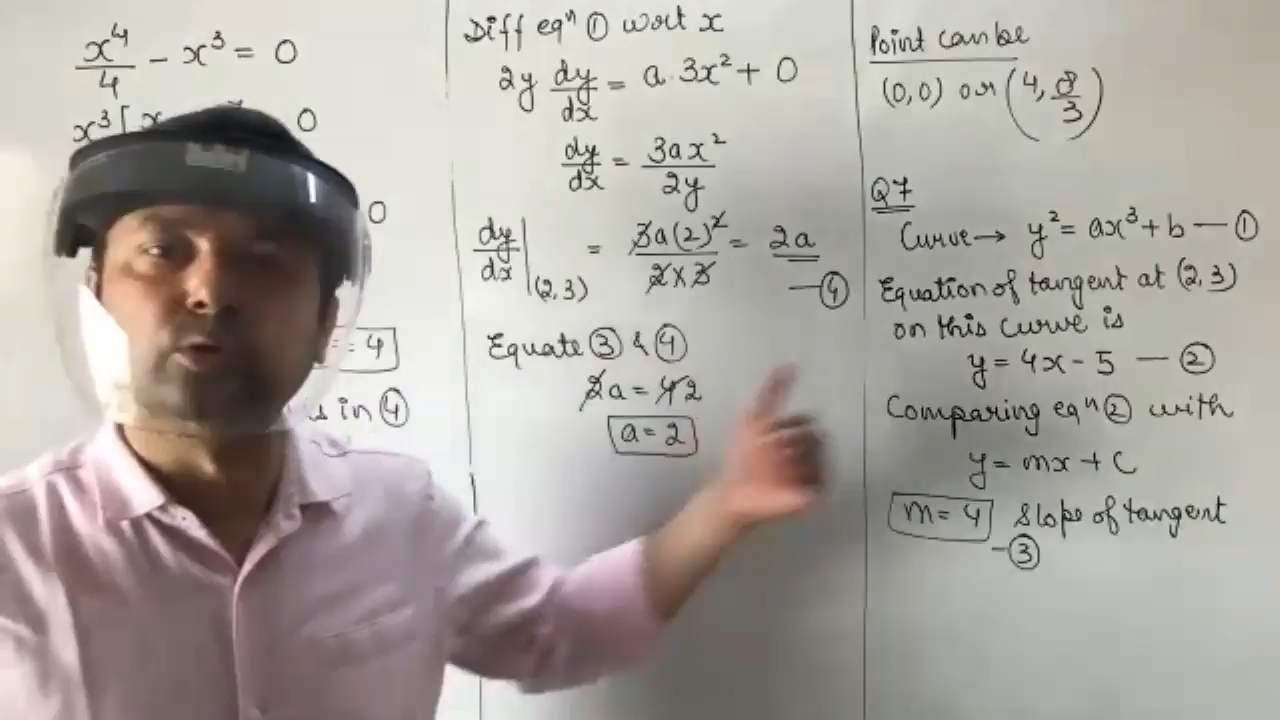 x⁴/4 - x³ = 0
x³[x 0
0
= 4
s in ④
Diff eqⁿ ① wrt x
2y dy/dx = a.3x² + 0
dy/dx = 3ax²/2y
dy/dx|(2,3) = 3a(2)²/2×3 = 2a
—④
Equate ③ & ④
2a = 4 2
a = 2
Point can be
(0,0) or (4, 8/3)
Q7
Curve → y² = ax³ + b — ①
Equation of tangent at (2,3)
on this curve is
y = 4x - 5 — ②
Comparing eqⁿ ② with
y = mx + c
m = 4 Slope of tangent
-③